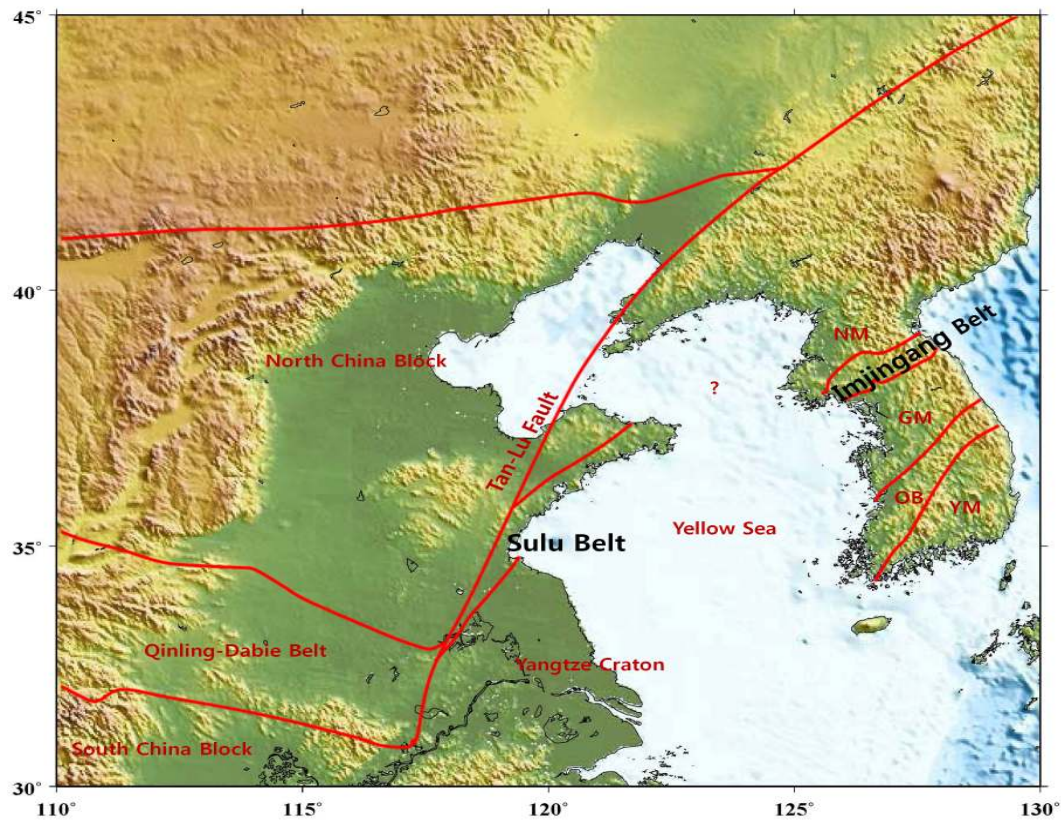 45°
40°
35°
30°
110°
115°
120°
125°
130°
North China Block
Tan-Lu Fault
NM
Imjingang Belt
?
GM
OB
YM
Yellow Sea
Sulu Belt
Qinling-Dabie Belt
Yangtze Craton
South China Block